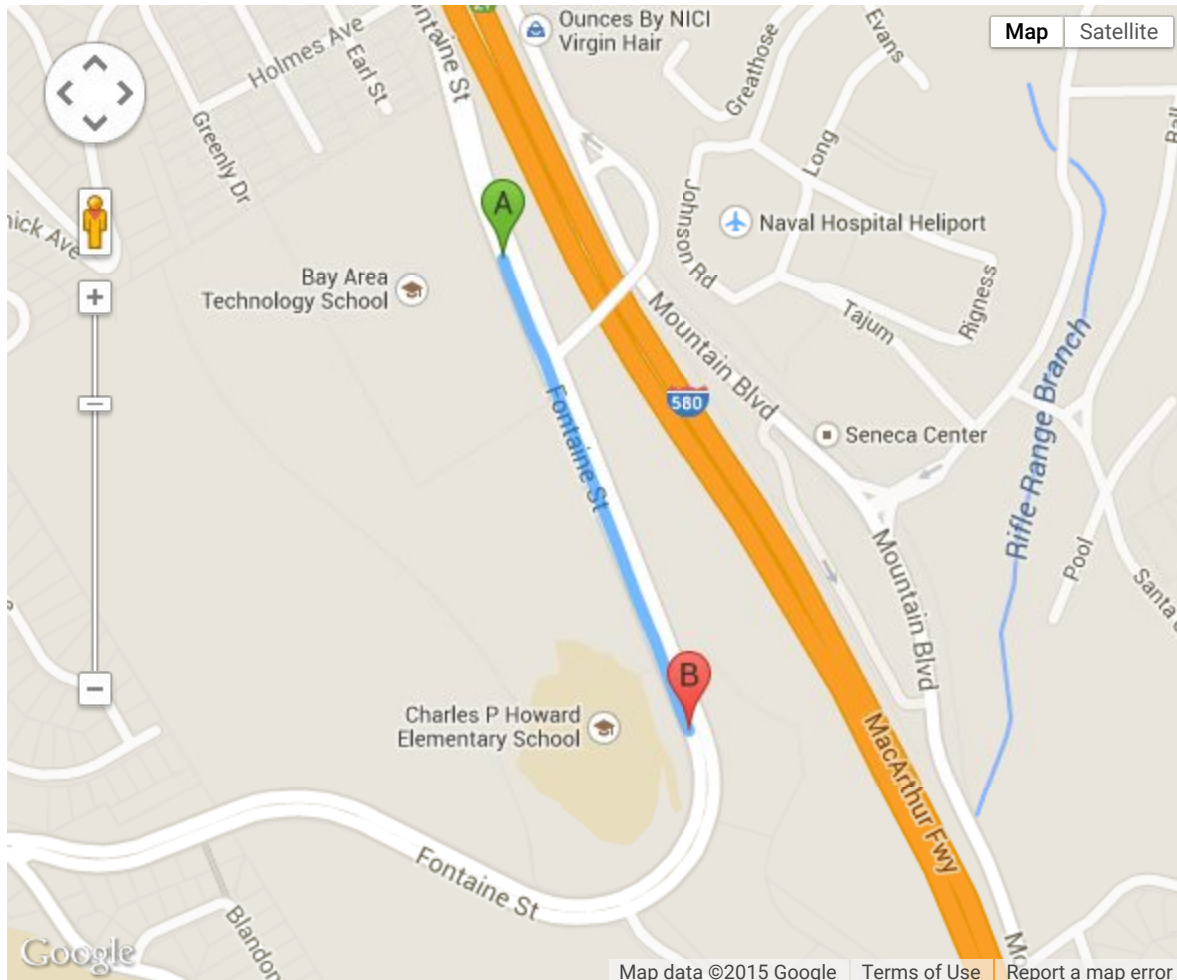 Ounces By NICI
Virgin Hair
Map
Satellite
Holmes Ave
Earl St
Fontaine St
Greenly Dr
Greathose
Evans
Long
Johnson Rd
A
Naval Hospital Heliport
Bay Area
Technology School
Mountain Blvd
Tajum
Rigness
580
Fontaine St
Seneca Center
Rifle Range Branch
Pool
Mountain Blvd
B
Charles P Howard
Elementary School
MacArthur Fwy
Fontaine St
Blandon
Google
Map data ©2015 Google
Terms of Use
Report a map error